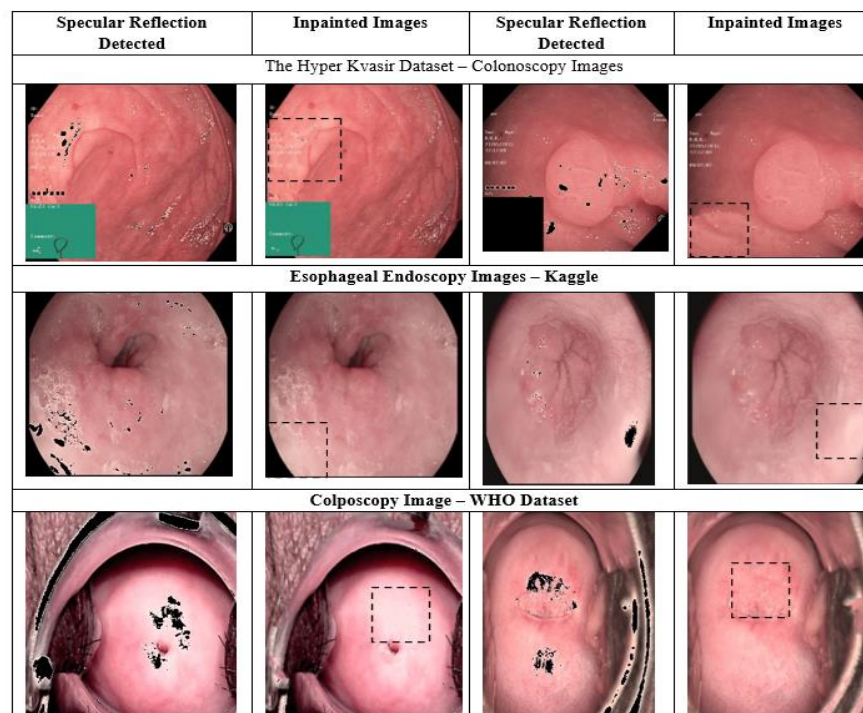 Specular Reflection Detected
Inpainted Images
Specular Reflection Detected
Inpainted Images
The Hyper Kvasir Dataset – Colonoscopy Images
Esophageal Endoscopy Images – Kaggle
Colposcopy Image – WHO Dataset